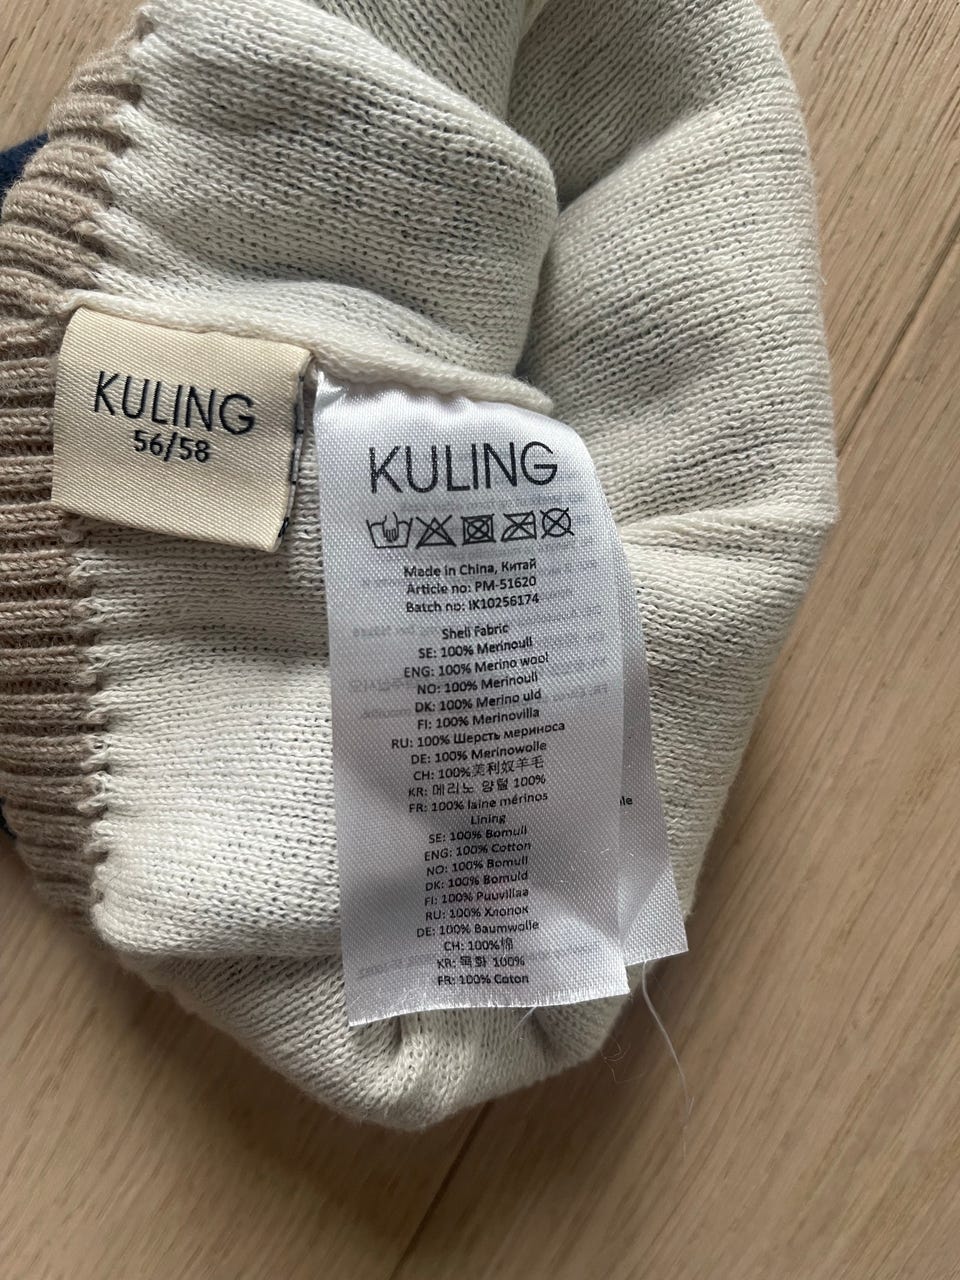 KULING
56/58
KULING
Made in China, Китай
Article no: PM-51620
Batch no: IK10256174
Shell Fabric
SE: 100% Merinoull
ENG: 100% Merino wool
NO: 100% Merinoull
DK: 100% Merino uld
FI: 100% Merinovilla
RU: 100% Шерсть мериноса
DE: 100% Merinowolle
CH: 100%美利奴羊毛
KR: 메리노 양털 100%
FR: 100% laine mérinos
Lining
SE: 100% Bomull
ENG: 100% Cotton
NO: 100% Bomull
DK: 100% Bomuld
FI: 100% Puuvillaa
RU: 100% Хлопок
DE: 100% Baumwolle
CH: 100%棉
KR: 목화 100%
FR: 100% Coton